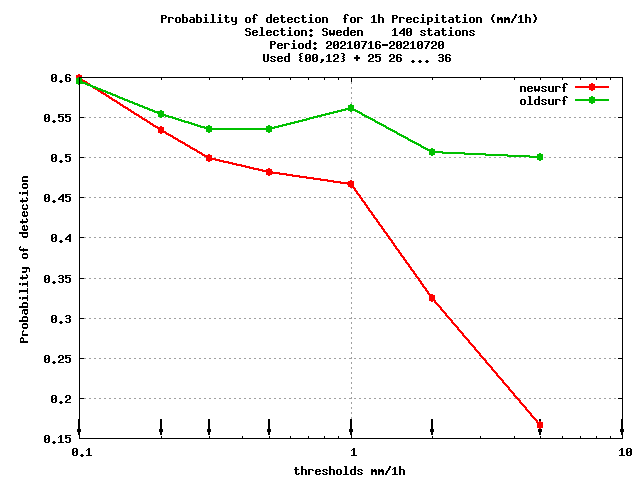 Probability of detection  for 1h Precipitation (mm/1h)
Selection: Sweden    140 stations
Period: 20210716-20210720
Used {00,12} + 25 26 ... 36
newsurf
oldsurf
0.6
0.55
0.5
0.45
0.4
0.35
0.3
0.25
0.2
0.15
Probability of detection
0.1 1 10
thresholds mm/1h